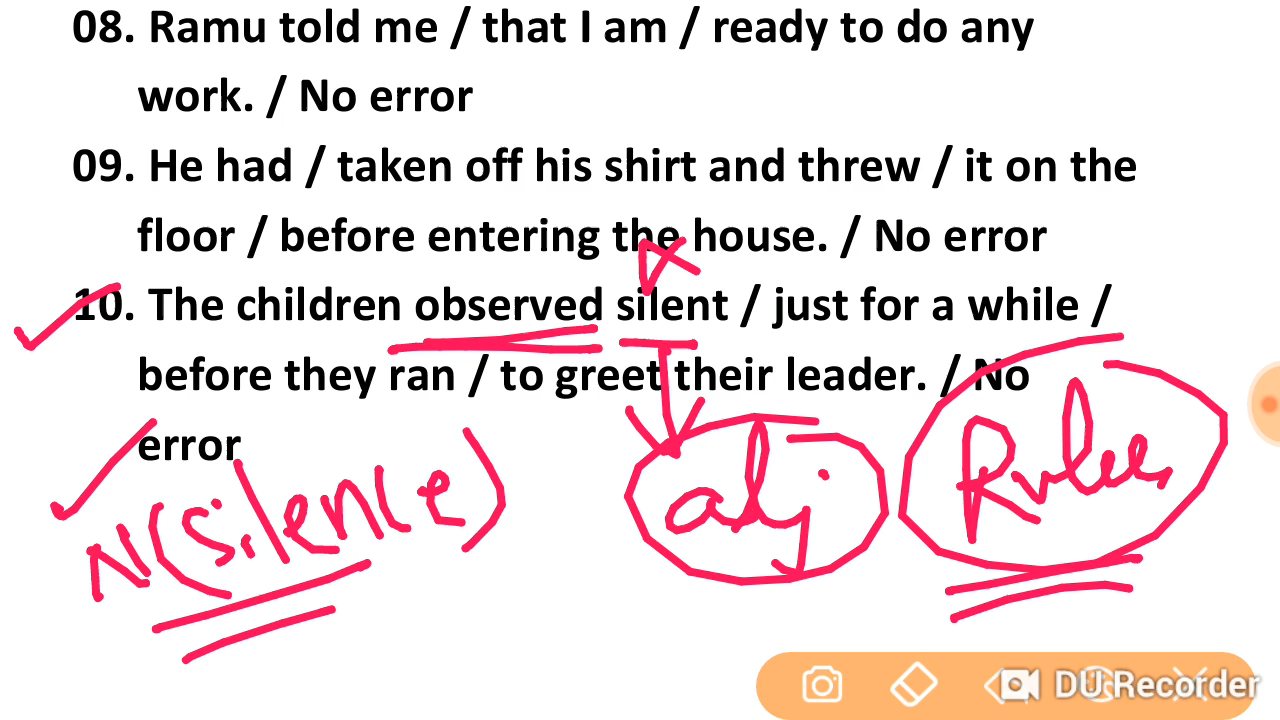 08. Ramu told me / that I am / ready to do any
work. / No error
09. He had / taken off his shirt and threw / it on the
floor / before entering the house. / No error
10. The children observed silent / just for a while /
before they ran / to greet their leader. / No
error
N(Silence)
adj
Rules
DU Recorder